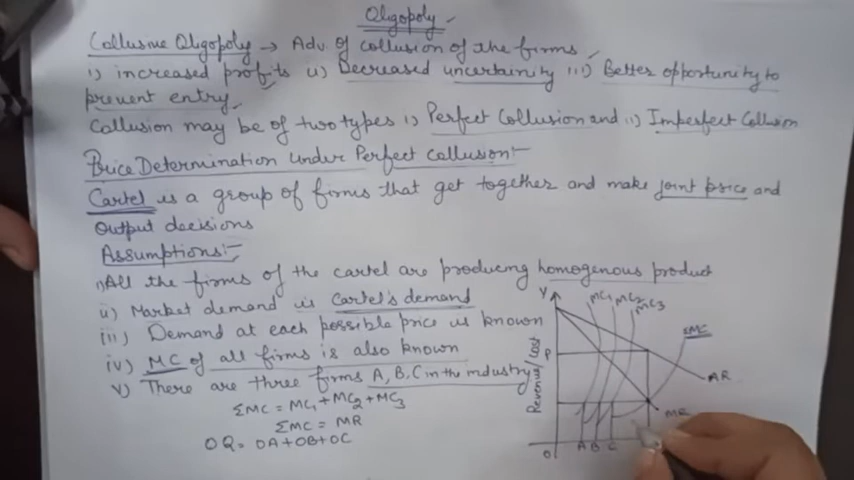 Oligopoly
Collusive Oligopoly → Adv of collusion of the firms
i) increased profits ii) Decreased uncertainity iii) Better opportunity to
prevent entry
Collusion may be of two types i) Perfect Collusion and ii) Imperfect Collusion
Price Determination Under Perfect Collusion:-
Cartel is a group of firms that get together and make joint price and
Output decisions
Assumptions:-
i) All the firms of the cartel are producing homogenous product
ii) Market demand is Cartel's demand
iii) Demand at each possible price is known
iv) MC of all firms is also known
v) There are three firms A, B, C in the industry
ΣMC = MC1 + MC2 + MC3
ΣMC = MR
OQ = OA+OB+OC
Y
MC1
MC2
MC3
ΣMC
P
AR
Revenue/Cost
MR
O
A
B
C